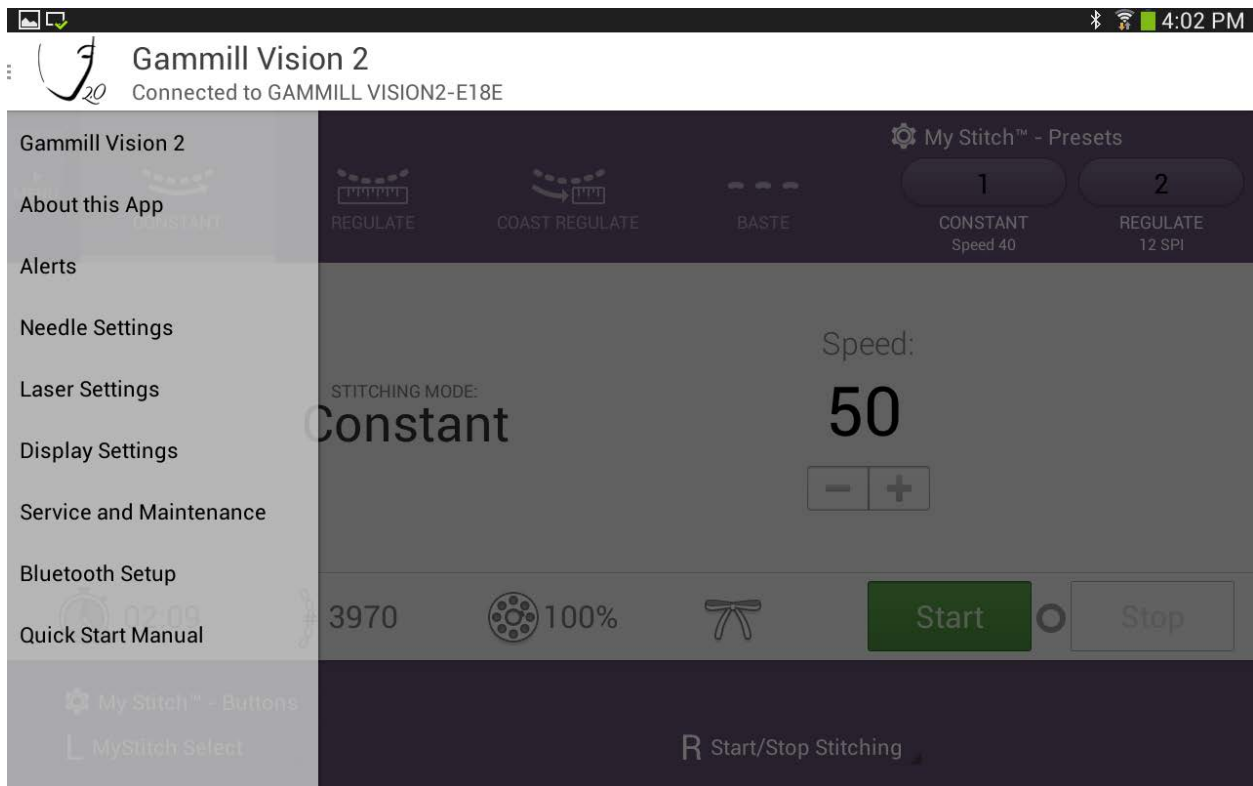 4:02 PM
Gammill Vision 2
2.0
Connected to GAMMILL VISION2-E18E
Gammill Vision 2
About this App
Alerts
Needle Settings
Laser Settings
Display Settings
Service and Maintenance
Bluetooth Setup
Quick Start Manual
CONSTANT
REGULATE
COAST REGULATE
BASTE
My Stitch™ - Presets
1
CONSTANT
Speed 40
2
REGULATE
12 SPI
STITCHING MODE:
Constant
Speed:
50
02:09
3970
100%
Start
Stop
My Stitch™ - Buttons
L MyStitch Select
R Start/Stop Stitching